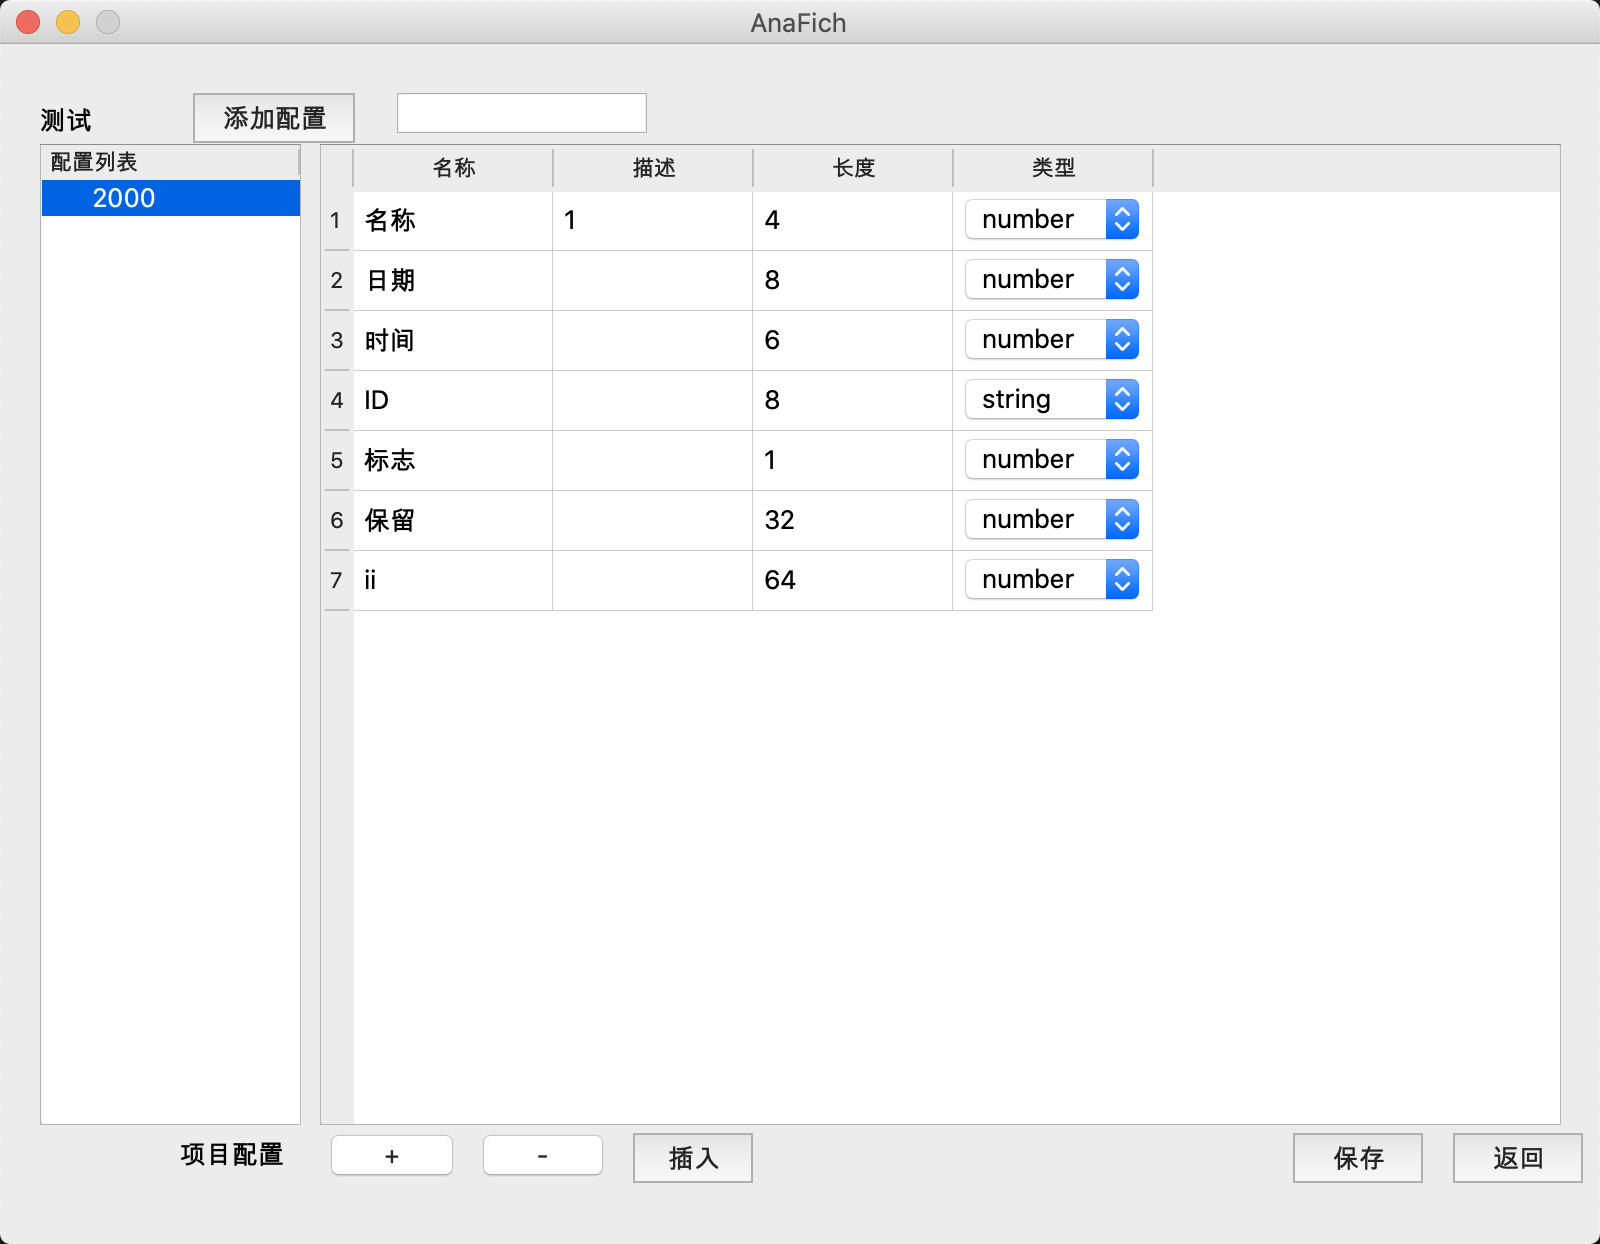 AnaFich
测试 添加配置
配置列表
2000
名称 描述 长度 类型
1 名称 1 4 number
2 日期 8 number
3 时间 6 number
4 ID 8 string
5 标志 1 number
6 保留 32 number
7 ii 64 number
项目配置 + - 插入 保存 返回